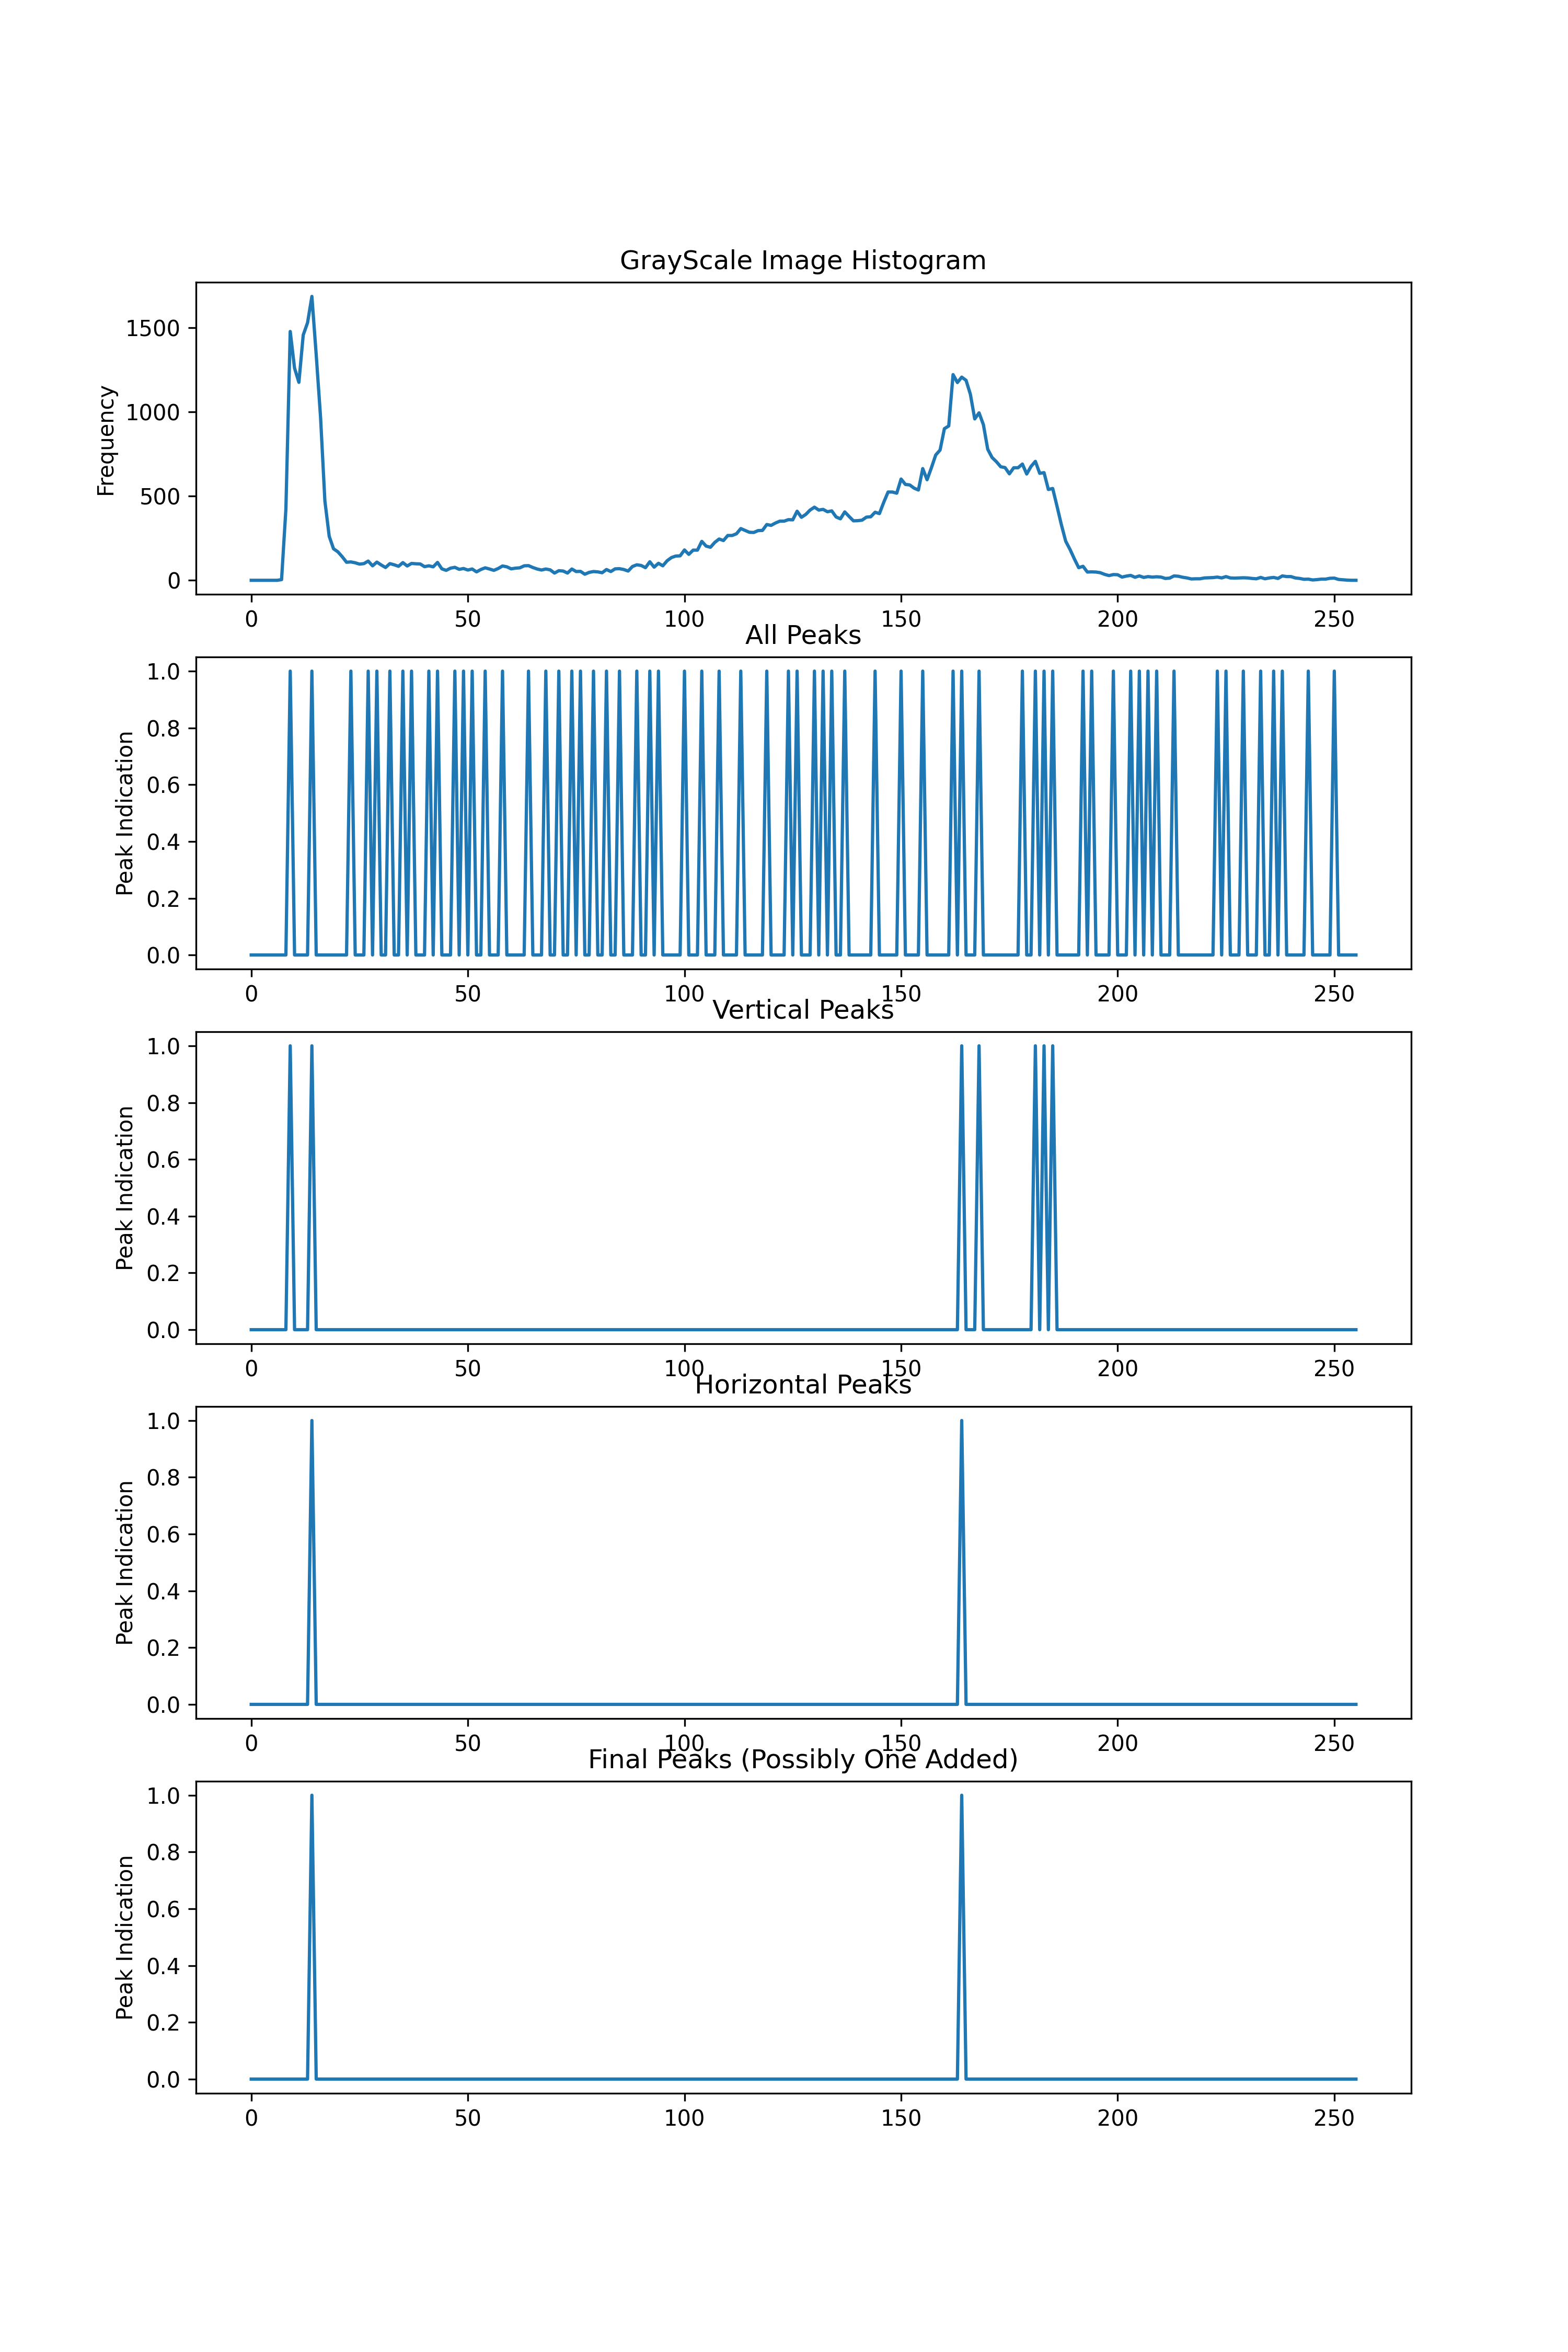 GrayScale Image Histogram
Frequency
1500
1000
500
0
0 50 100 150 200 250
All Peaks
Peak Indication
1.0
0.8
0.6
0.4
0.2
0.0
0 50 100 150 200 250
Vertical Peaks
Peak Indication
1.0
0.8
0.6
0.4
0.2
0.0
0 50 100 150 200 250
Horizontal Peaks
Peak Indication
1.0
0.8
0.6
0.4
0.2
0.0
0 50 100 150 200 250
Final Peaks (Possibly One Added)
Peak Indication
1.0
0.8
0.6
0.4
0.2
0.0
0 50 100 150 200 250